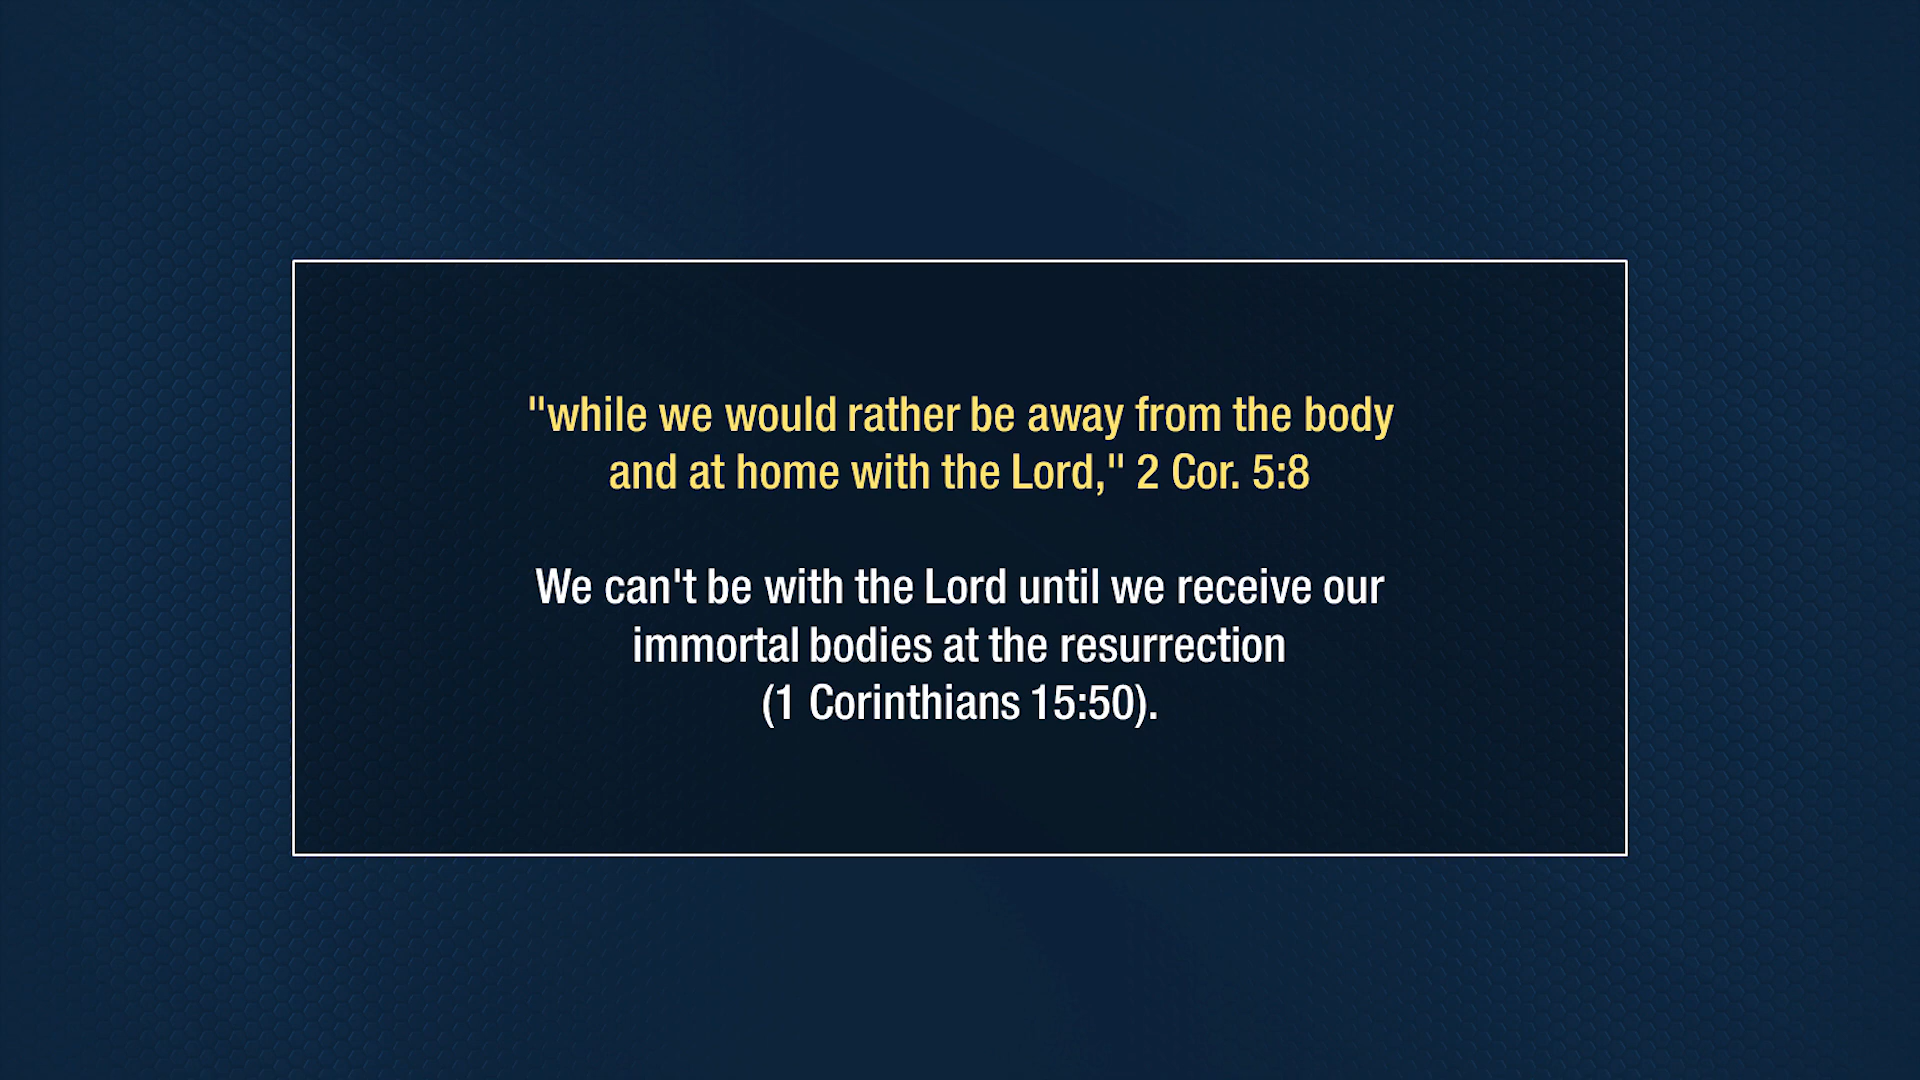 "while we would rather be away from the body
and at home with the Lord," 2 Cor. 5:8
We can't be with the Lord until we receive our
immortal bodies at the resurrection
(1 Corinthians 15:50).